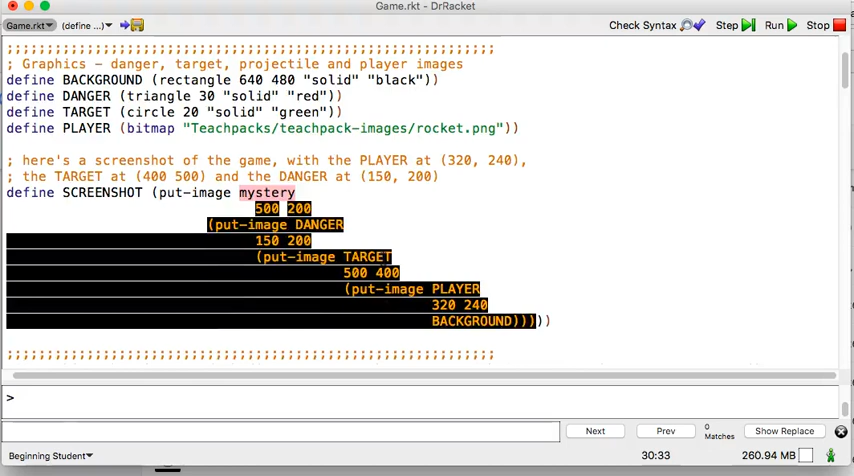 Game.rkt - DrRacket
Game.rkt▾ (define ...)▾ Check Syntax Step Run Stop
;;;;;;;;;;;;;;;;;;;;;;;;;;;;;;;;;;;;;;;;;;;;;;;;;;;;;;;;;;;;;
; Graphics - danger, target, projectile and player images
define BACKGROUND (rectangle 640 480 "solid" "black"))
define DANGER (triangle 30 "solid" "red"))
define TARGET (circle 20 "solid" "green"))
define PLAYER (bitmap "Teachpacks/teachpack-images/rocket.png"))
; here's a screenshot of the game, with the PLAYER at (320, 240),
; the TARGET at (400 500) and the DANGER at (150, 200)
define SCREENSHOT (put-image mystery
500 200
(put-image DANGER
150 200
(put-image TARGET
500 400
(put-image PLAYER
320 240
BACKGROUND)))))
;;;;;;;;;;;;;;;;;;;;;;;;;;;;;;;;;;;;;;;;;;;;;;;;;;;;;;;;;;;;;
>
Next Prev 0 Matches Show Replace
Beginning Student▾ 30:33 260.94 MB